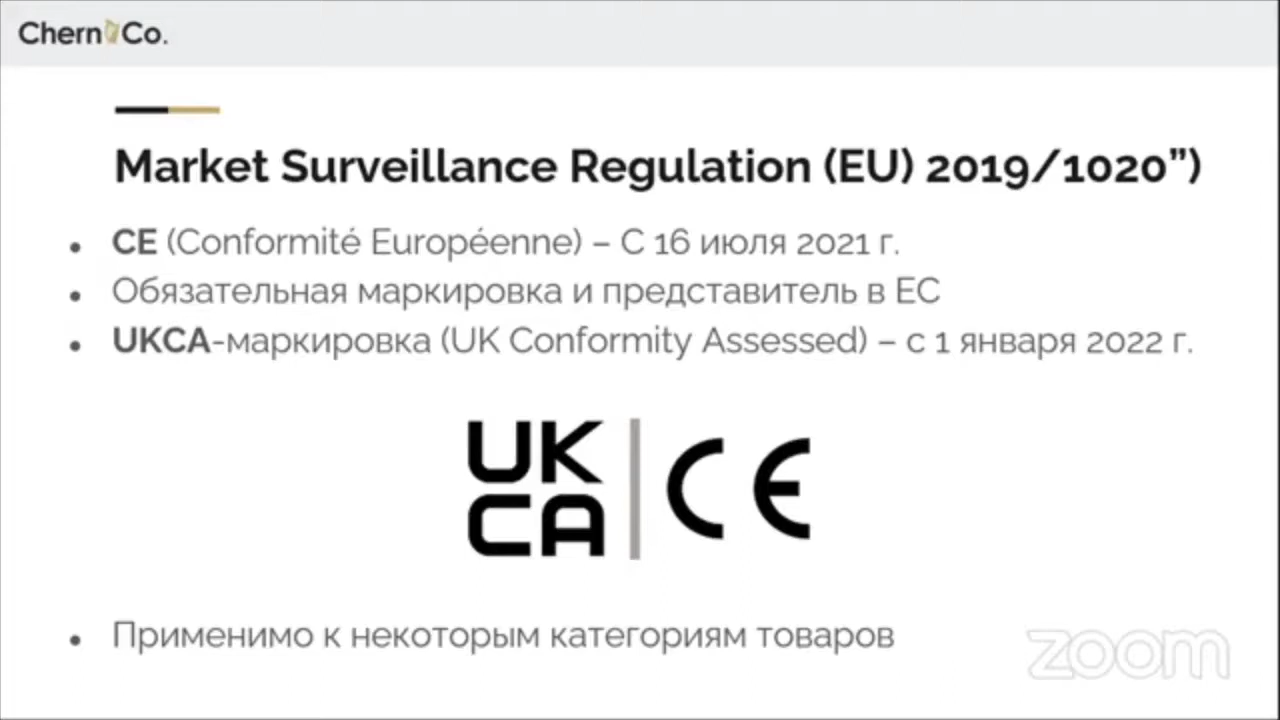 Chern Co.
Market Surveillance Regulation (EU) 2019/1020”)
• CE (Conformité Européenne) – С 16 июля 2021 г.
• Обязательная маркировка и представитель в ЕС
• UKCA-маркировка (UK Conformity Assessed) – с 1 января 2022 г.
UK
CA
CE
• Применимо к некоторым категориям товаров
zoom